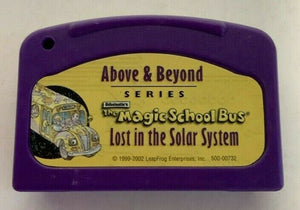 Above & Beyond
SERIES
Scholastic's
The Magic School Bus®
Lost in the Solar System
© 1999-2002 LeapFrog Enterprises, Inc. 500-00732